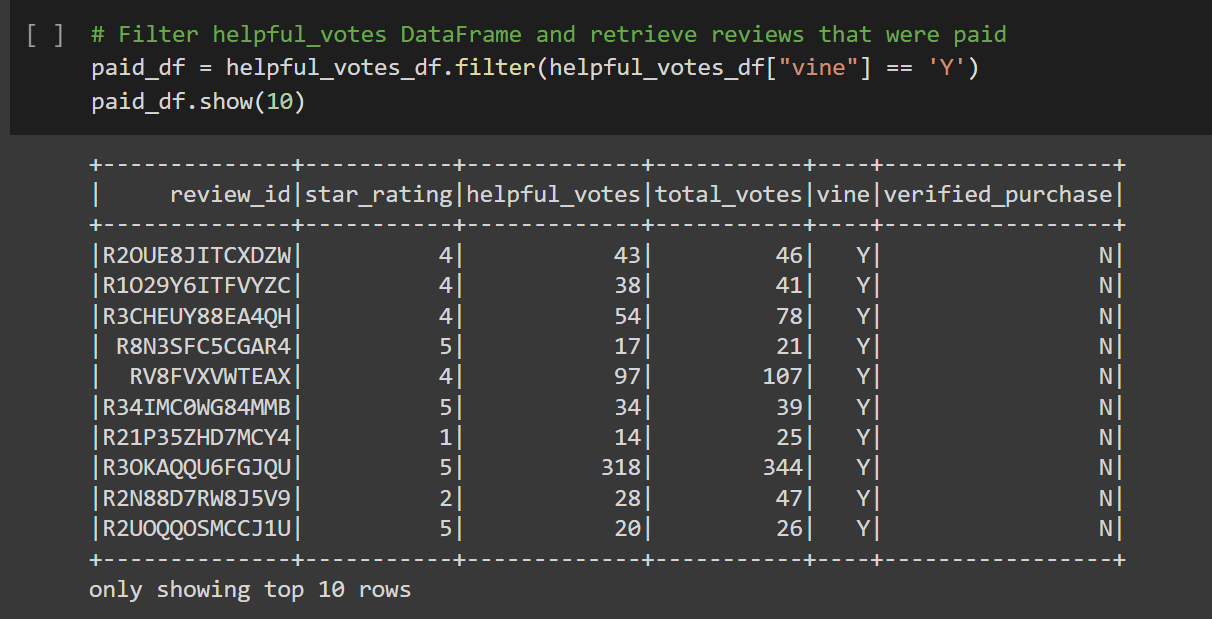 [ ] # Filter helpful_votes DataFrame and retrieve reviews that were paid
paid_df = helpful_votes_df.filter(helpful_votes_df["vine"] == 'Y')
paid_df.show(10)
+--------------+-----------+-------------+-----------+----+-----------------+
|     review_id|star_rating|helpful_votes|total_votes|vine|verified_purchase|
+--------------+-----------+-------------+-----------+----+-----------------+
|R2OUE8JITCXDZW|          4|           43|         46|   Y|                N|
|R1O29Y6ITFVYZC|          4|           38|         41|   Y|                N|
|R3CHEUY88EA4QH|          4|           54|         78|   Y|                N|
| R8N3SFC5CGAR4|          5|           17|         21|   Y|                N|
|  RV8FVXVWTEAX|          4|           97|        107|   Y|                N|
|R34IMC0WG84MMB|          5|           34|         39|   Y|                N|
|R21P35ZHD7MCY4|          1|           14|         25|   Y|                N|
|R3OKAQQU6FGJQU|          5|          318|        344|   Y|                N|
|R2N88D7RW8J5V9|          2|           28|         47|   Y|                N|
|R2UOQQOSMCCJ1U|          5|           20|         26|   Y|                N|
+--------------+-----------+-------------+-----------+----+-----------------+
only showing top 10 rows